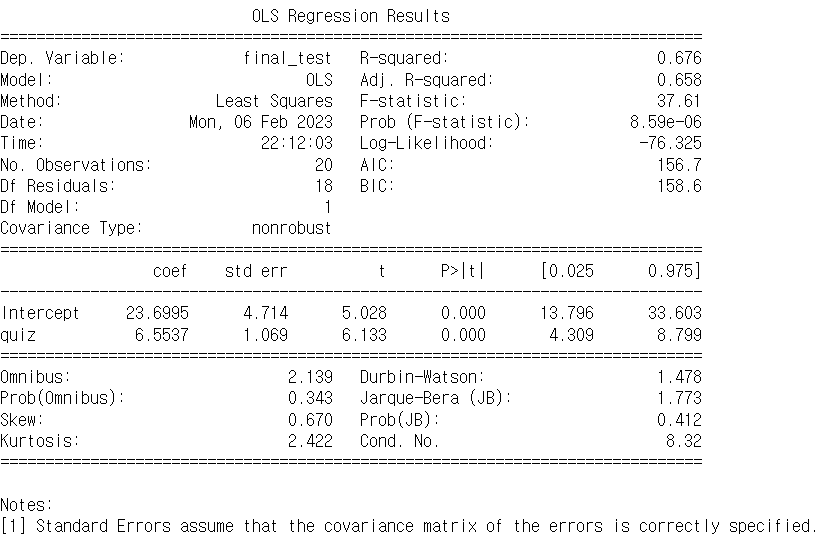 OLS Regression Results
==============================================================================
Dep. Variable: final_test R-squared: 0.676
Model: OLS Adj. R-squared: 0.658
Method: Least Squares F-statistic: 37.61
Date: Mon, 06 Feb 2023 Prob (F-statistic): 8.59e-06
Time: 22:12:03 Log-Likelihood: -76.325
No. Observations: 20 AIC: 156.7
Df Residuals: 18 BIC: 158.6
Df Model: 1
Covariance Type: nonrobust
==============================================================================
coef std err t P>|t| [0.025 0.975]
------------------------------------------------------------------------------
Intercept 23.6995 4.714 5.028 0.000 13.796 33.603
quiz 6.5537 1.069 6.133 0.000 4.309 8.799
==============================================================================
Omnibus: 2.139 Durbin-Watson: 1.478
Prob(Omnibus): 0.343 Jarque-Bera (JB): 1.773
Skew: 0.670 Prob(JB): 0.412
Kurtosis: 2.422 Cond. No. 8.32
==============================================================================
Notes:
[1] Standard Errors assume that the covariance matrix of the errors is correctly specified.